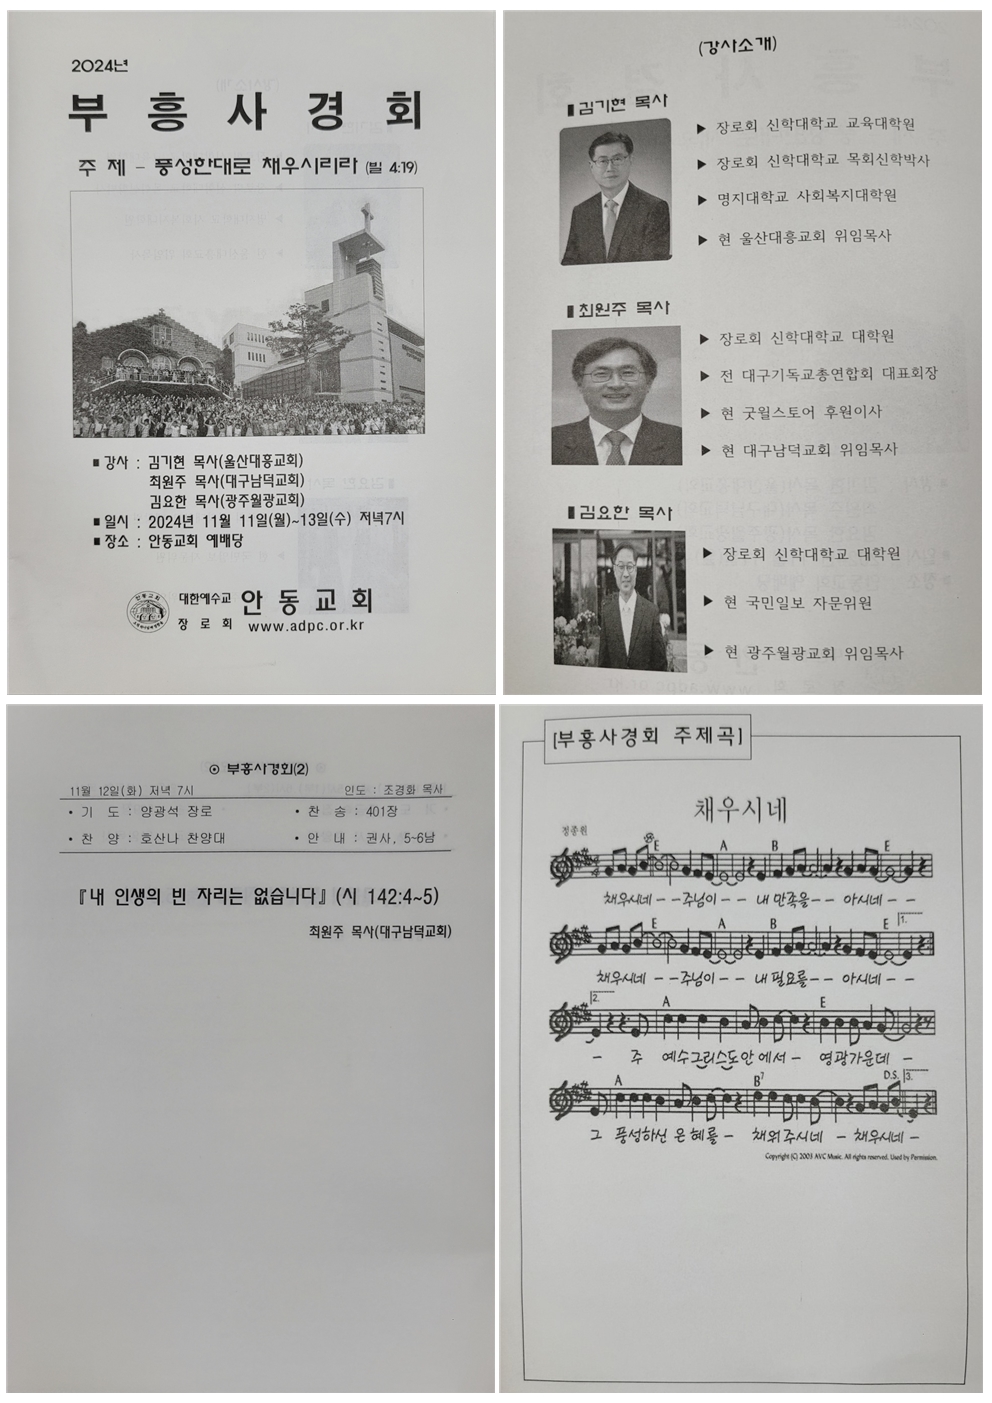 2024년
부 흥 사 경 회
주 제 - 풍성한대로 채우시리라 (빌 4:19)
■ 강사 : 김기현 목사(울산대흥교회)
최원주 목사(대구남덕교회)
김요한 목사(광주월광교회)
■ 일시 : 2024년 11월 11일(월)~13일(수) 저녁7시
■ 장소 : 안동교회 예배당
안동교회
대한예수교 안동교회
장로회 www.adpc.or.kr
(강사소개)
▮김기현 목사
▶ 장로회 신학대학교 교육대학원
▶ 장로회 신학대학교 목회신학박사
▶ 명지대학교 사회복지대학원
▶ 현 울산대흥교회 위임목사
▮최원주 목사
▶ 장로회 신학대학교 대학원
▶ 전 대구기독교총연합회 대표회장
▶ 현 굿윌스토어 후원이사
▶ 현 대구남덕교회 위임목사
▮김요한 목사
▶ 장로회 신학대학교 대학원
▶ 현 국민일보 자문위원
▶ 현 광주월광교회 위임목사
⊙ 부흥사경회(2)
11월 12일(화) 저녁 7시 인도 : 조경화 목사
• 기 도 : 양광석 장로 • 찬 송 : 401장
• 찬 양 : 호산나 찬양대 • 안 내 : 권사, 5~6남
『내 인생의 빈 자리는 없습니다』(시 142:4~5)
최원주 목사(대구남덕교회)
[부흥사경회 주제곡]
채우시네
정종원
E A B E
채우시네 - - 주님이 - - 내 만족을 - - 아시네 - -
E A B E 1.
채우시네 - - 주님이 - - 내 필요를 - - 아시네 - -
2. A E
- 주 예수그리스도안에서 - 영광가운데 -
A B7 D.S. 3.
그 풍성하신 은혜를 - 채워주시네 - 채우시네 -
Copyright (C) 2003 AVC Music. All rights reserved. Used by Permission.